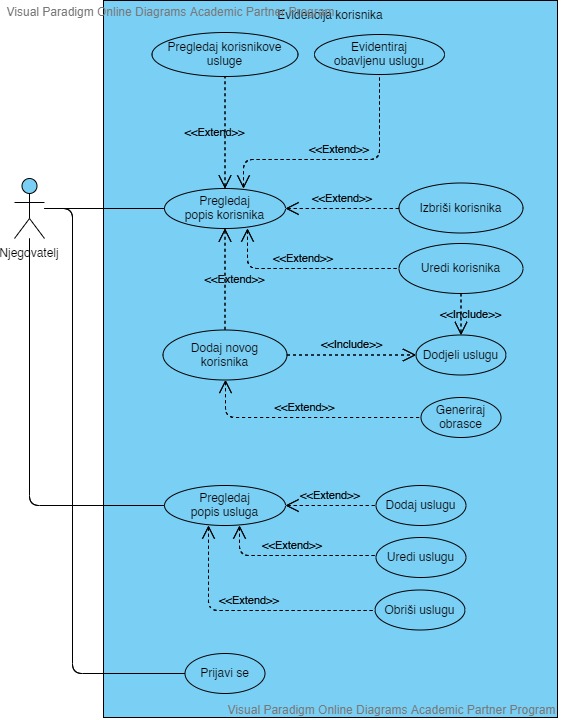 Visual Paradigm Online Diagrams Academic Partner Program
Evidencija korisnika
Pregledaj korisnikove
usluge
Evidentiraj
obavljenu uslugu
<<Extend>>
<<Extend>>
Pregledaj
popis korisnika
<<Extend>>
Izbriši korisnika
Njegovatelj
<<Extend>>
Uredi korisnika
<<Extend>>
<<Include>>
Dodaj novog
korisnika
<<Include>>
Dodjeli uslugu
<<Extend>>
Generiraj
obrasce
Pregledaj
popis usluga
<<Extend>>
Dodaj uslugu
<<Extend>>
Uredi uslugu
<<Extend>>
Obriši uslugu
Prijavi se
Visual Paradigm Online Diagrams Academic Partner Program